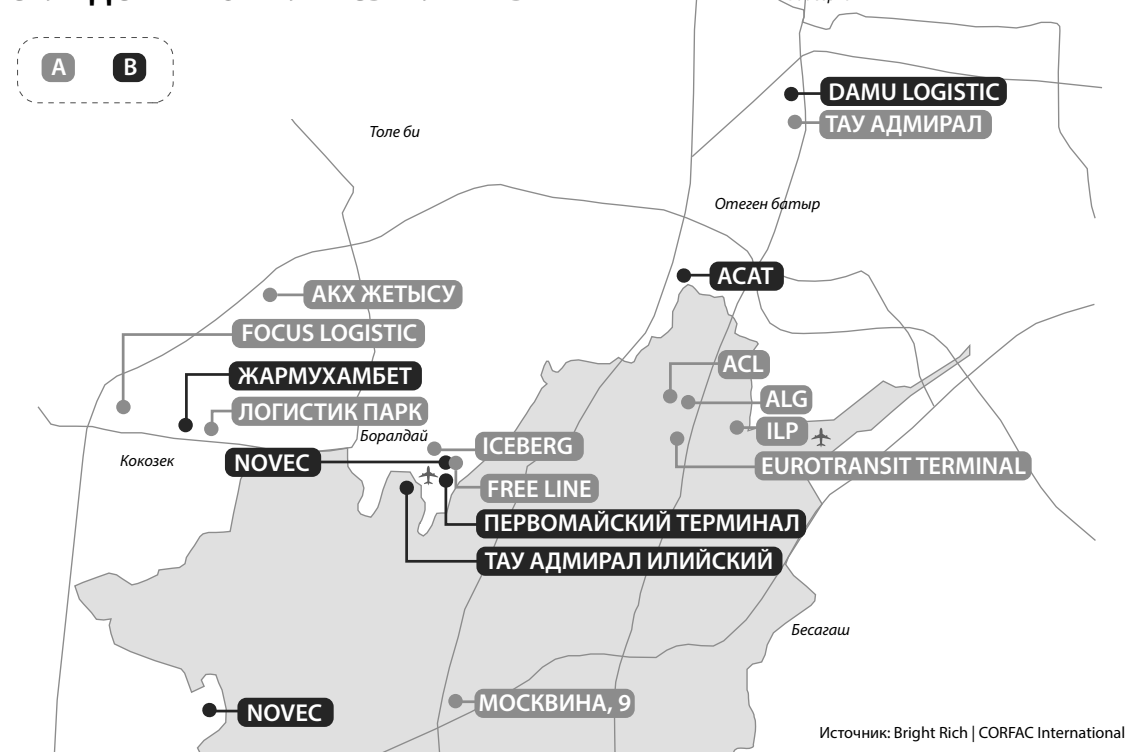 A
B
DAMU LOGISTIC
ТАУ АДМИРАЛ
Толе би
Отеген батыр
АСАТ
АКХ ЖЕТЫСУ
FOCUS LOGISTIC
ACL
ЖАРМУХАМБЕТ
ALG
ЛОГИСТИК ПАРК
ILP
Боралдай
ICEBERG
Кокозек
NOVEC
EUROTRANSIT TERMINAL
FREE LINE
ПЕРВОМАЙСКИЙ ТЕРМИНАЛ
ТАУ АДМИРАЛ ИЛИЙСКИЙ
Бесагаш
МОСКВИНА, 9
NOVEC
Источник: Bright Rich | CORFAC International